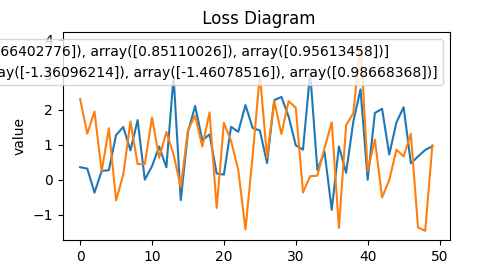 Loss Diagram
66402776]), array([0.85110026]), array([0.95613458])]
ay([-1.36096214]), array([-1.46078516]), array([0.98668368])]
value
4
2
1
0
−1
0
10
20
30
40
50